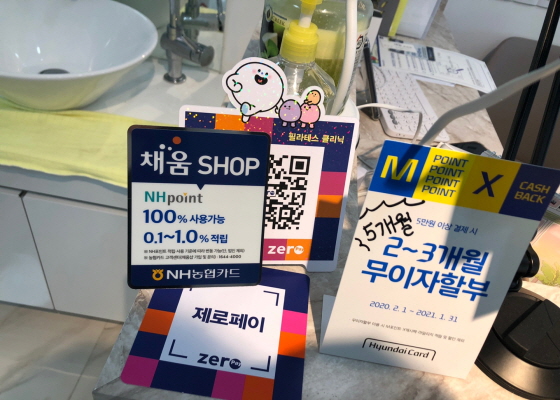 채움 SHOP
NHpoint
100% 사용가능
0.1~1.0% 적립
NH농협카드
필라테스 클리닉
zero Pay
제로페이
zero Pay
M POINT POINT POINT POINT X CASH BACK
5만원 이상 결제 시
5개월
2~3개월
무이자할부
2020. 2. 1 ~ 2021. 1. 31
Hyundai Card